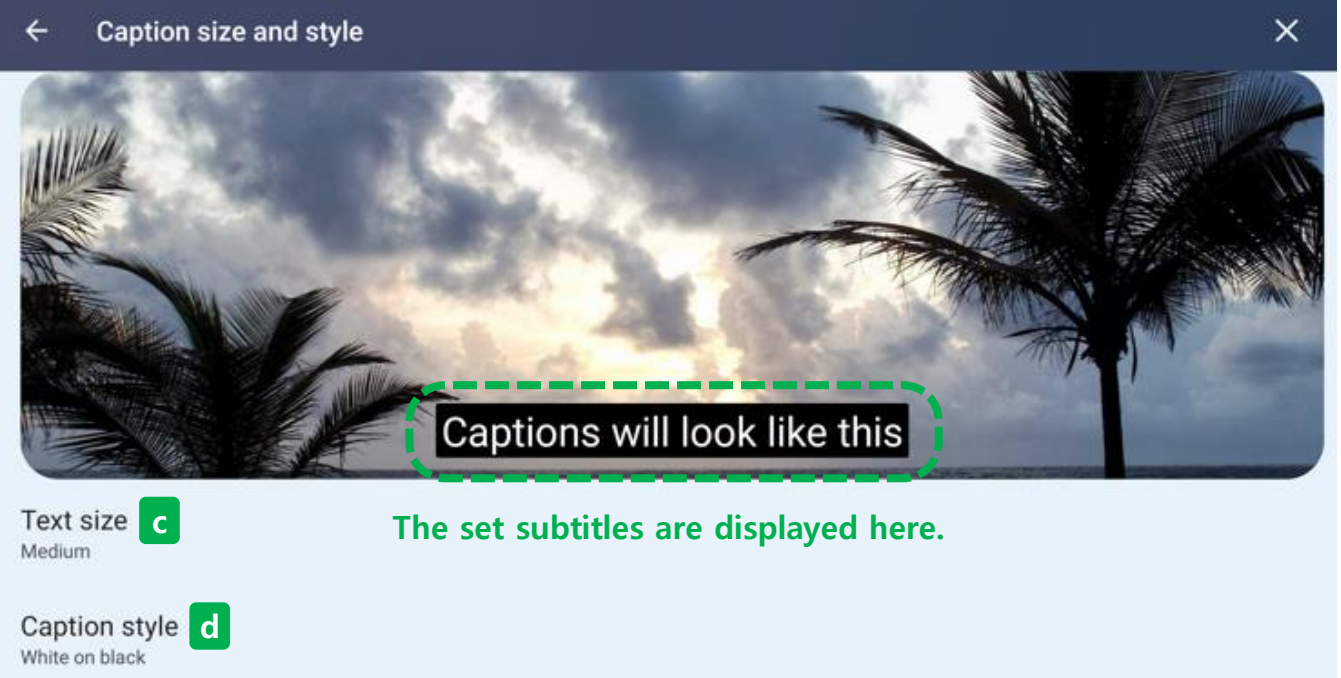 Caption size and style
Captions will look like this
Text size c
Medium
The set subtitles are displayed here.
Caption style d
White on black